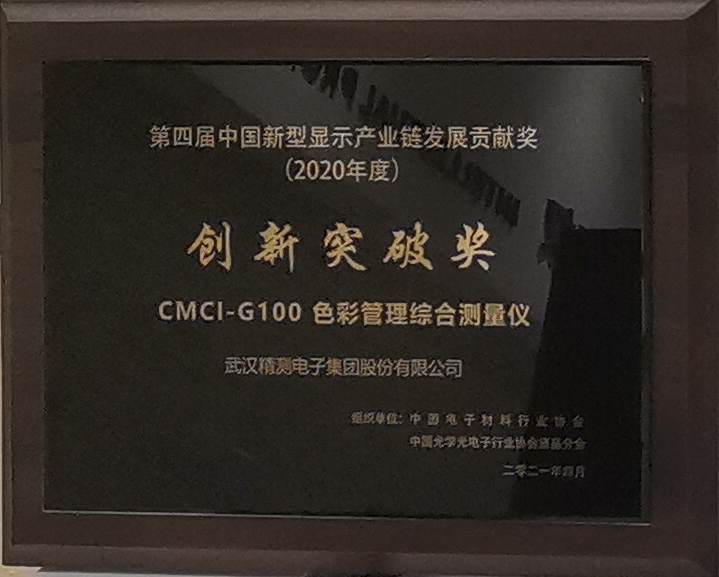 第四届中国新型显示产业链发展贡献奖
（2020年度）
创新突破奖
CMCI-G100 色彩管理综合测量仪
武汉精测电子集团股份有限公司
组织单位：中国电子材料行业协会
中国光学光电子行业协会液晶分会
二零二一年四月